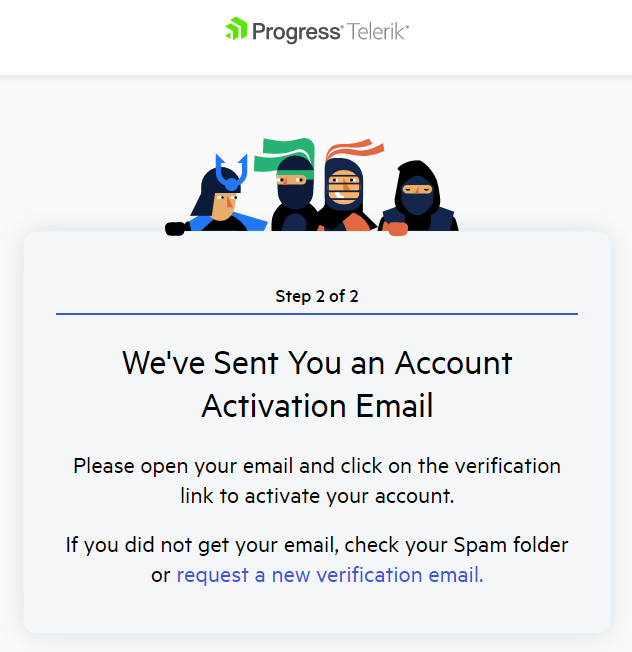 Progress® Telerik®
Step 2 of 2
We've Sent You an Account
Activation Email
Please open your email and click on the verification
link to activate your account.
If you did not get your email, check your Spam folder
or request a new verification email.